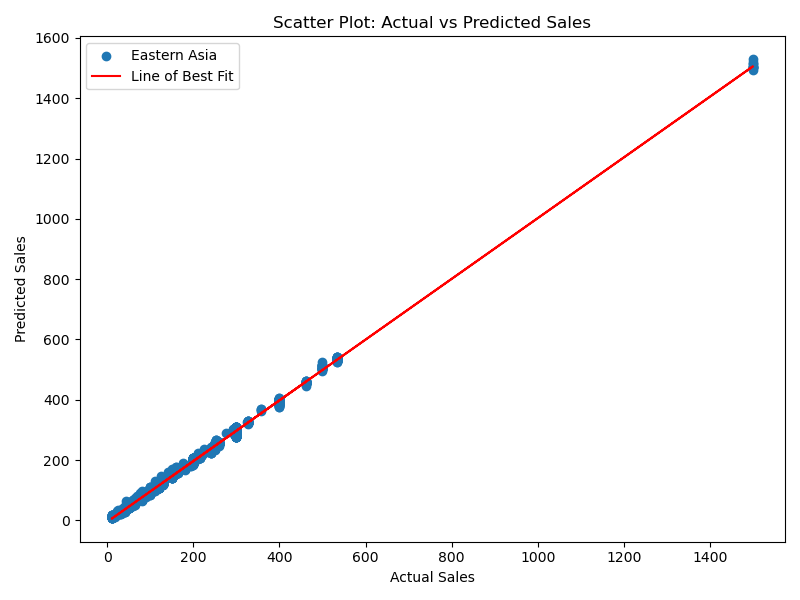 Scatter Plot: Actual vs Predicted Sales
Eastern Asia
Line of Best Fit
1600
1400
1200
1000
800
600
400
200
0
Predicted Sales
0 200 400 600 800 1000 1200 1400
Actual Sales